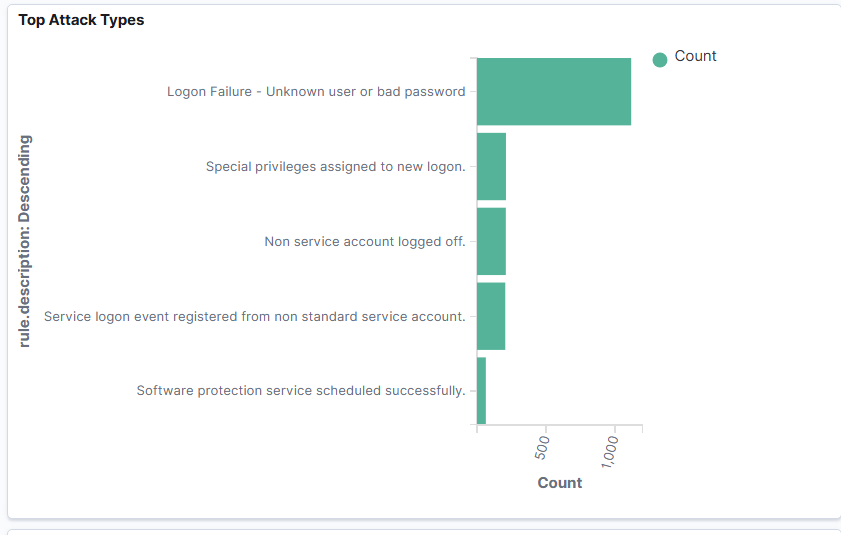 Top Attack Types
Count
Logon Failure - Unknown user or bad password
Special privileges assigned to new logon.
Non service account logged off.
Service logon event registered from non standard service account.
Software protection service scheduled successfully.
rule.description: Descending
500
1,000
Count